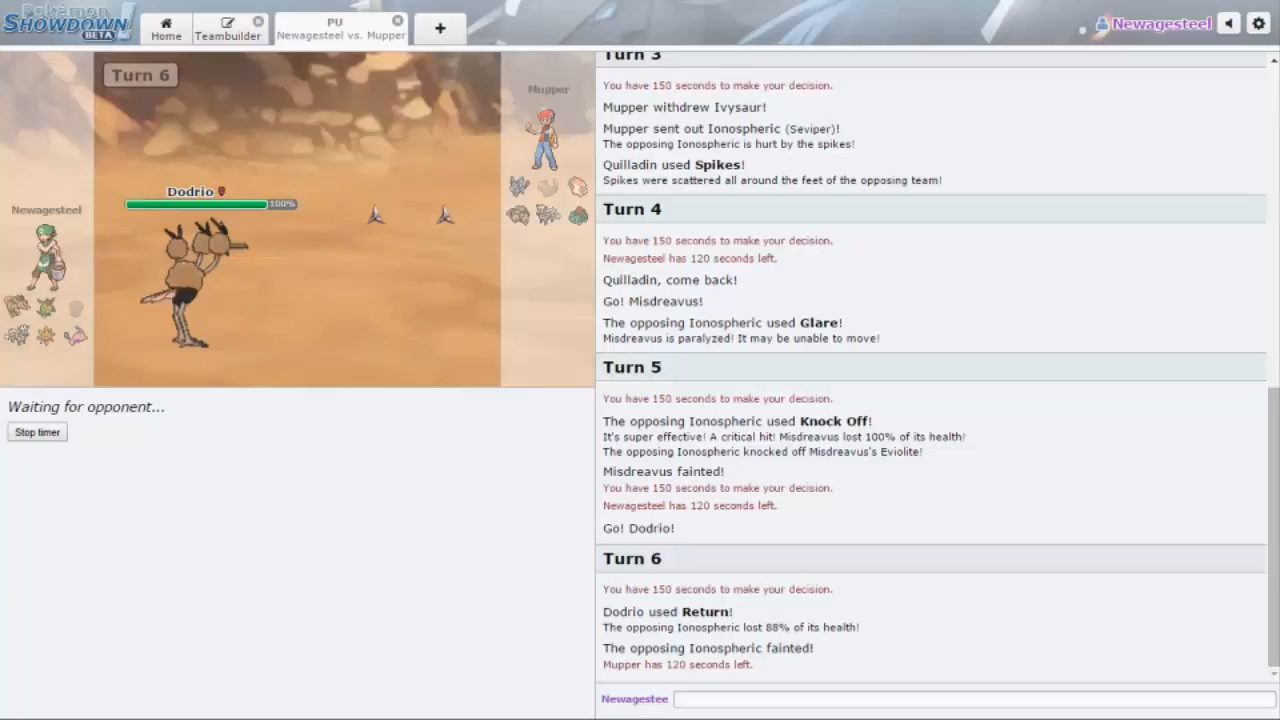 Pokémon
SHOWDOWN!
BETA
Home
Teambuilder
PU
Newagesteel vs. Mupper
+
Newagesteel
Turn 6
Mupper
Dodrio
100%
Newagesteel
Waiting for opponent...
Stop timer
Turn 3
You have 150 seconds to make your decision.
Mupper withdrew Ivysaur!
Mupper sent out Ionospheric (Seviper)!
The opposing Ionospheric is hurt by the spikes!
Quilladin used Spikes!
Spikes were scattered all around the feet of the opposing team!
Turn 4
You have 150 seconds to make your decision.
Newagesteel has 120 seconds left.
Quilladin, come back!
Go! Misdreavus!
The opposing Ionospheric used Glare!
Misdreavus is paralyzed! It may be unable to move!
Turn 5
You have 150 seconds to make your decision.
The opposing Ionospheric used Knock Off!
It's super effective! A critical hit! Misdreavus lost 100% of its health!
The opposing Ionospheric knocked off Misdreavus's Eviolite!
Misdreavus fainted!
You have 150 seconds to make your decision.
Newagesteel has 120 seconds left.
Go! Dodrio!
Turn 6
You have 150 seconds to make your decision.
Dodrio used Return!
The opposing Ionospheric lost 88% of its health!
The opposing Ionospheric fainted!
Mupper has 120 seconds left.
Newagestee